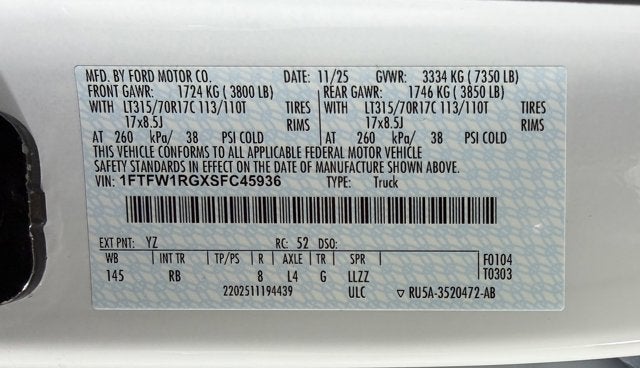 MFD. BY FORD MOTOR CO. DATE: 11/25 GVWR: 3334 KG ( 7350 LB)
FRONT GAWR: 1724 KG ( 3800 LB) REAR GAWR: 1746 KG ( 3850 LB)
WITH LT315/70R17C 113/110T TIRES WITH LT315/70R17C 113/110T TIRES
17x8.5J RIMS 17x8.5J RIMS
AT 260 kPa/ 38 PSI COLD AT 260 kPa/ 38 PSI COLD
THIS VEHICLE CONFORMS TO ALL APPLICABLE FEDERAL MOTOR VEHICLE
SAFETY STANDARDS IN EFFECT ON THE DATE OF MANUFACTURE SHOWN ABOVE.
VIN: 1FTFW1RGXSFC45936 TYPE: Truck
EXT PNT: YZ RC: 52 DSO:
WB INT TR TP/PS R AXLE TR SPR F0104
145 RB 8 L4 G LLZZ T0303
2202511194439 ULC ▽ RU5A-3520472-AB